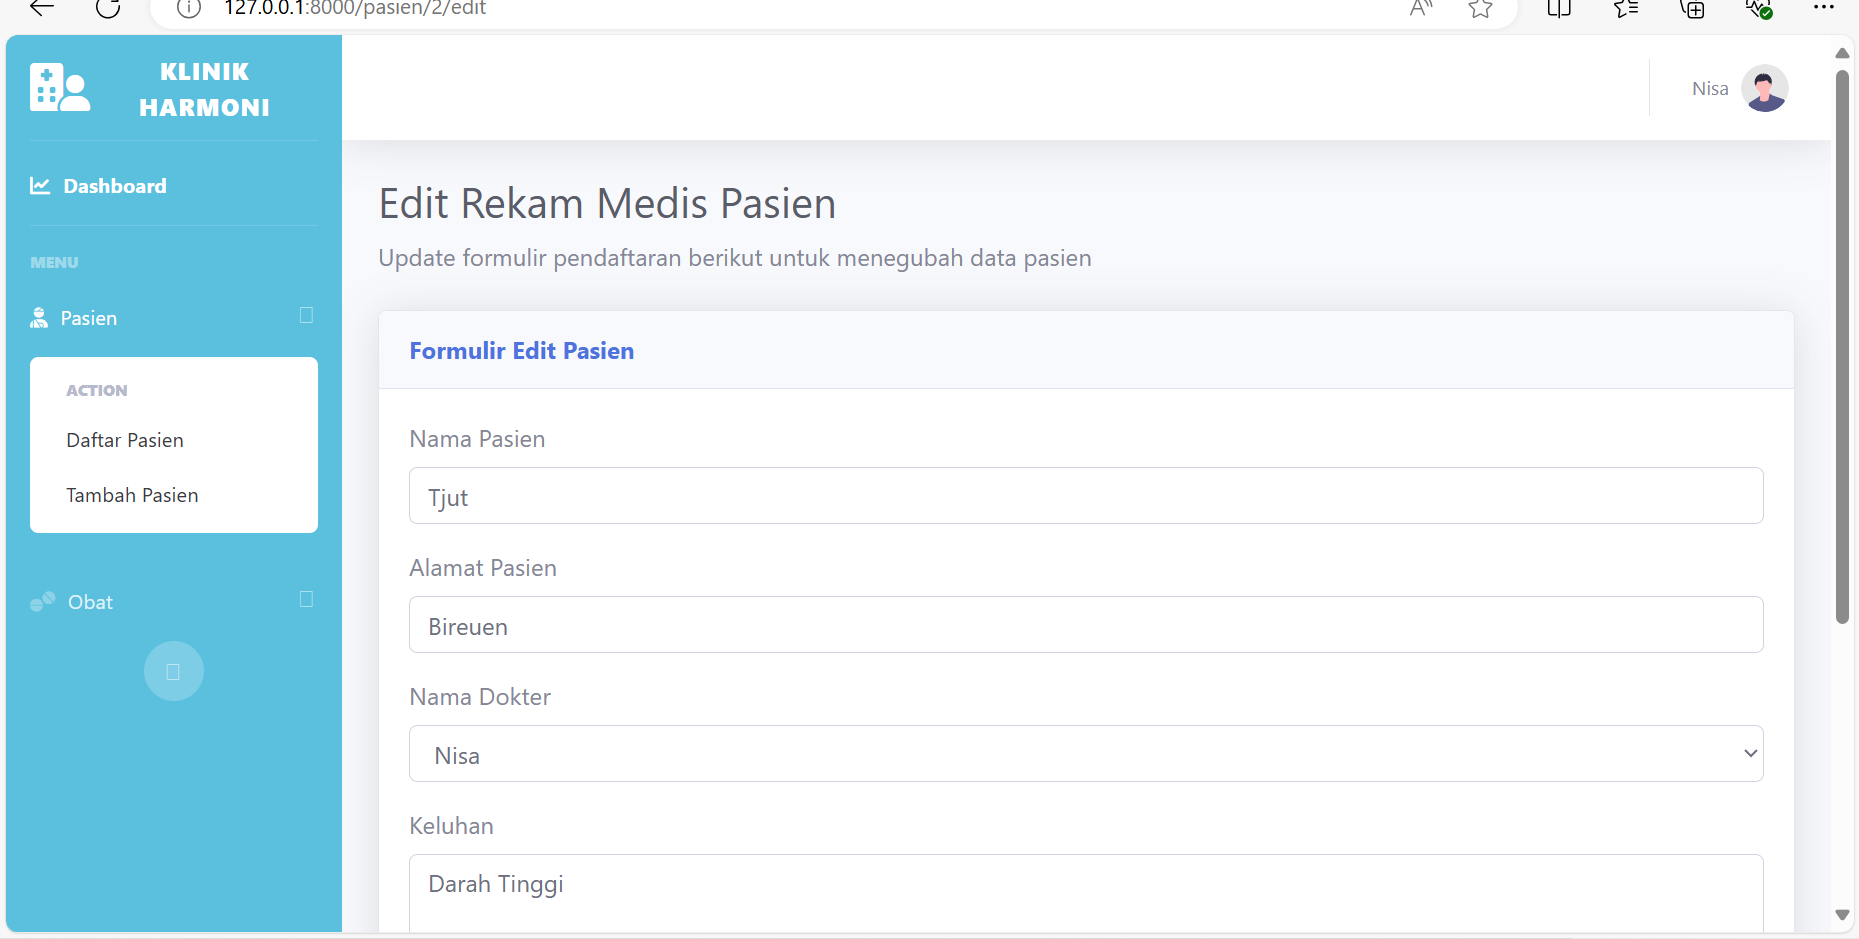 127.0.0.1:8000/pasien/2/edit
KLINIK
HARMONI
Nisa
Dashboard
MENU
Pasien
ACTION
Daftar Pasien
Tambah Pasien
Obat
Edit Rekam Medis Pasien
Update formulir pendaftaran berikut untuk menegubah data pasien
Formulir Edit Pasien
Nama Pasien
Tjut
Alamat Pasien
Bireuen
Nama Dokter
Nisa
Keluhan
Darah Tinggi